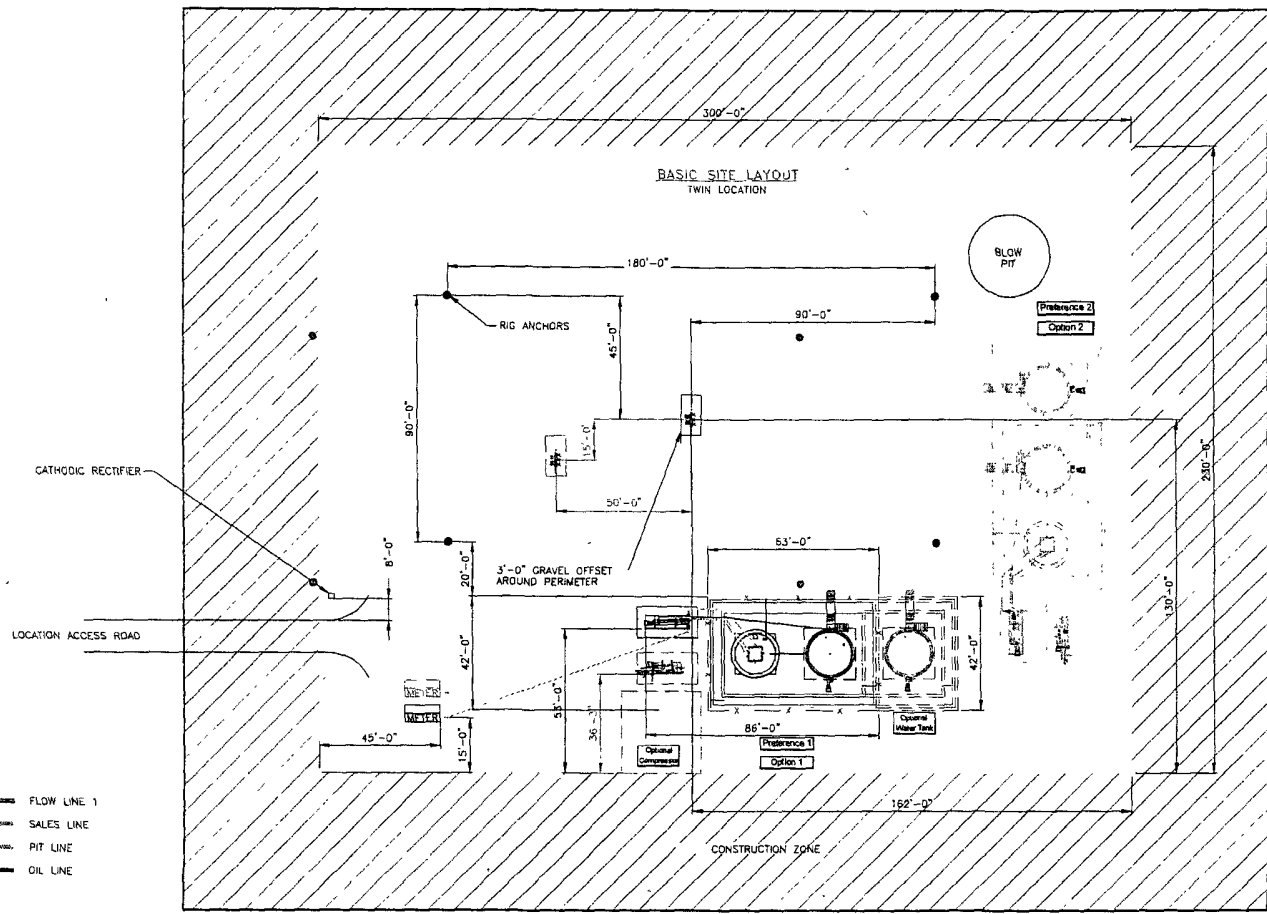 300'-0"
BASIC SITE LAYOUT
TWIN LOCATION
BLOW
PIT
180'-0"
Preference 2
Option 2
RIG ANCHORS
90'-0"
45'-0"
90'-0"
15'-0"
230'-0"
CATHODIC RECTIFIER
50'-0"
8'-0"
20'-0"
3'-0" GRAVEL OFFSET
AROUND PERIMETER
130'-0"
LOCATION ACCESS ROAD
42'-0"
42'-0"
METER
METER
36'-3"
86'-0"
Optional
Water Tank
45'-0"
15'-0"
Optional
Compressor
Preference 1
Option 1
162'-0"
FLOW LINE 1
SALES LINE
PIT LINE
OIL LINE
CONSTRUCTION ZONE